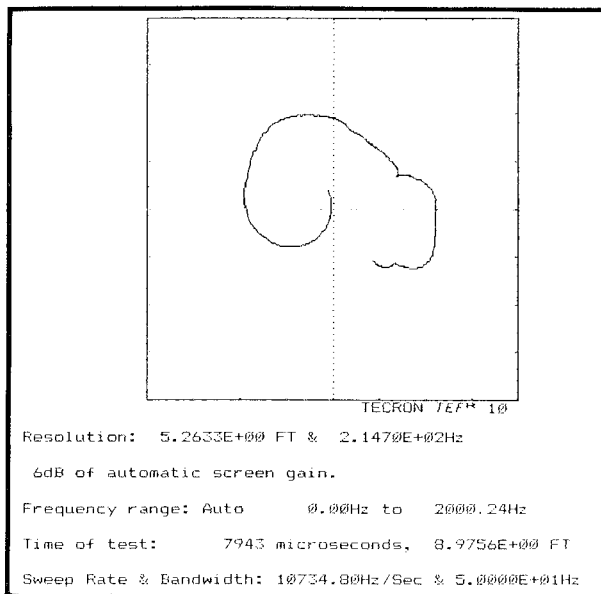 TECRON TEF® 10
Resolution: 5.2633E+00 FT & 2.1470E+02Hz
6dB of automatic screen gain.
Frequency range: Auto 0.00Hz to 2000.24Hz
Time of test: 7943 microseconds, 8.9756E+00 FT
Sweep Rate & Bandwidth: 10734.80Hz/Sec & 5.0000E+01Hz